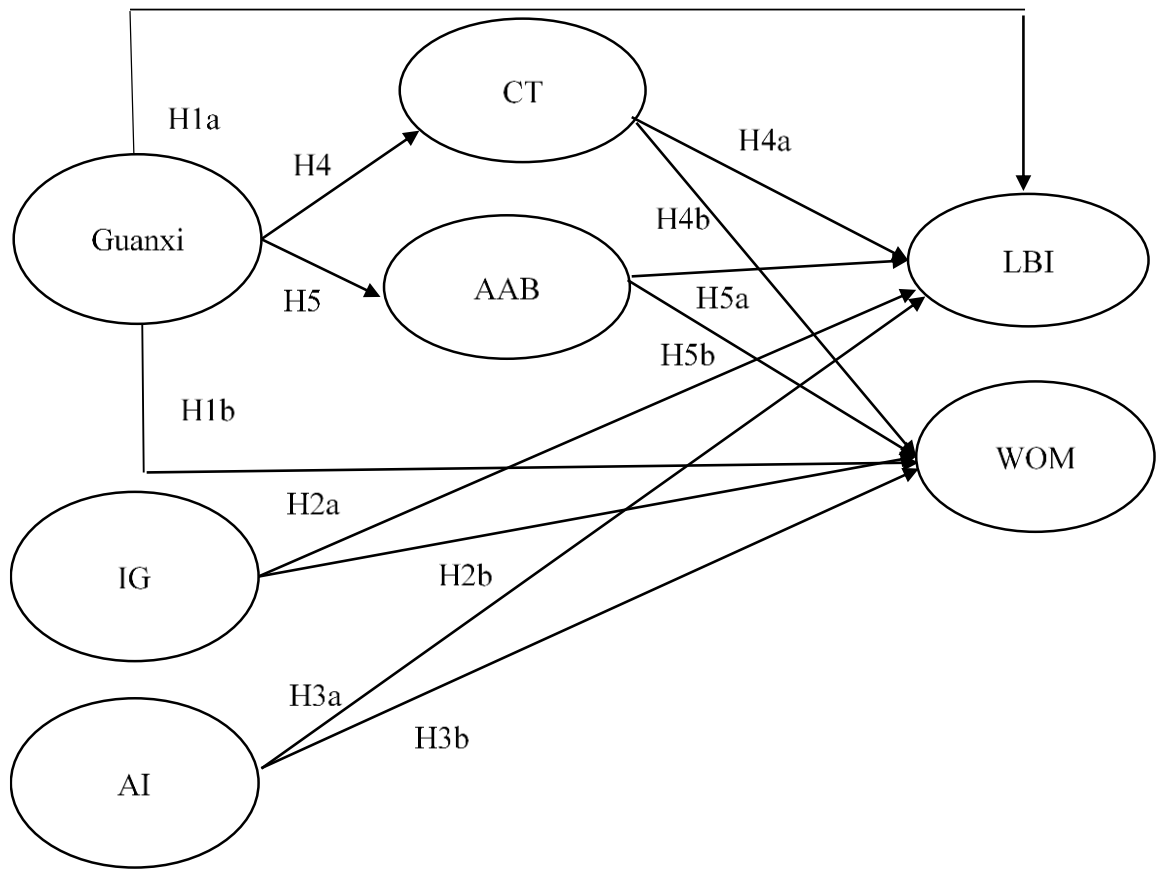 CT
H1a
H4a
H4
H4b
Guanxi
LBI
AAB
H5
H5a
H5b
H1b
WOM
H2a
IG
H2b
H3a
H3b
AI